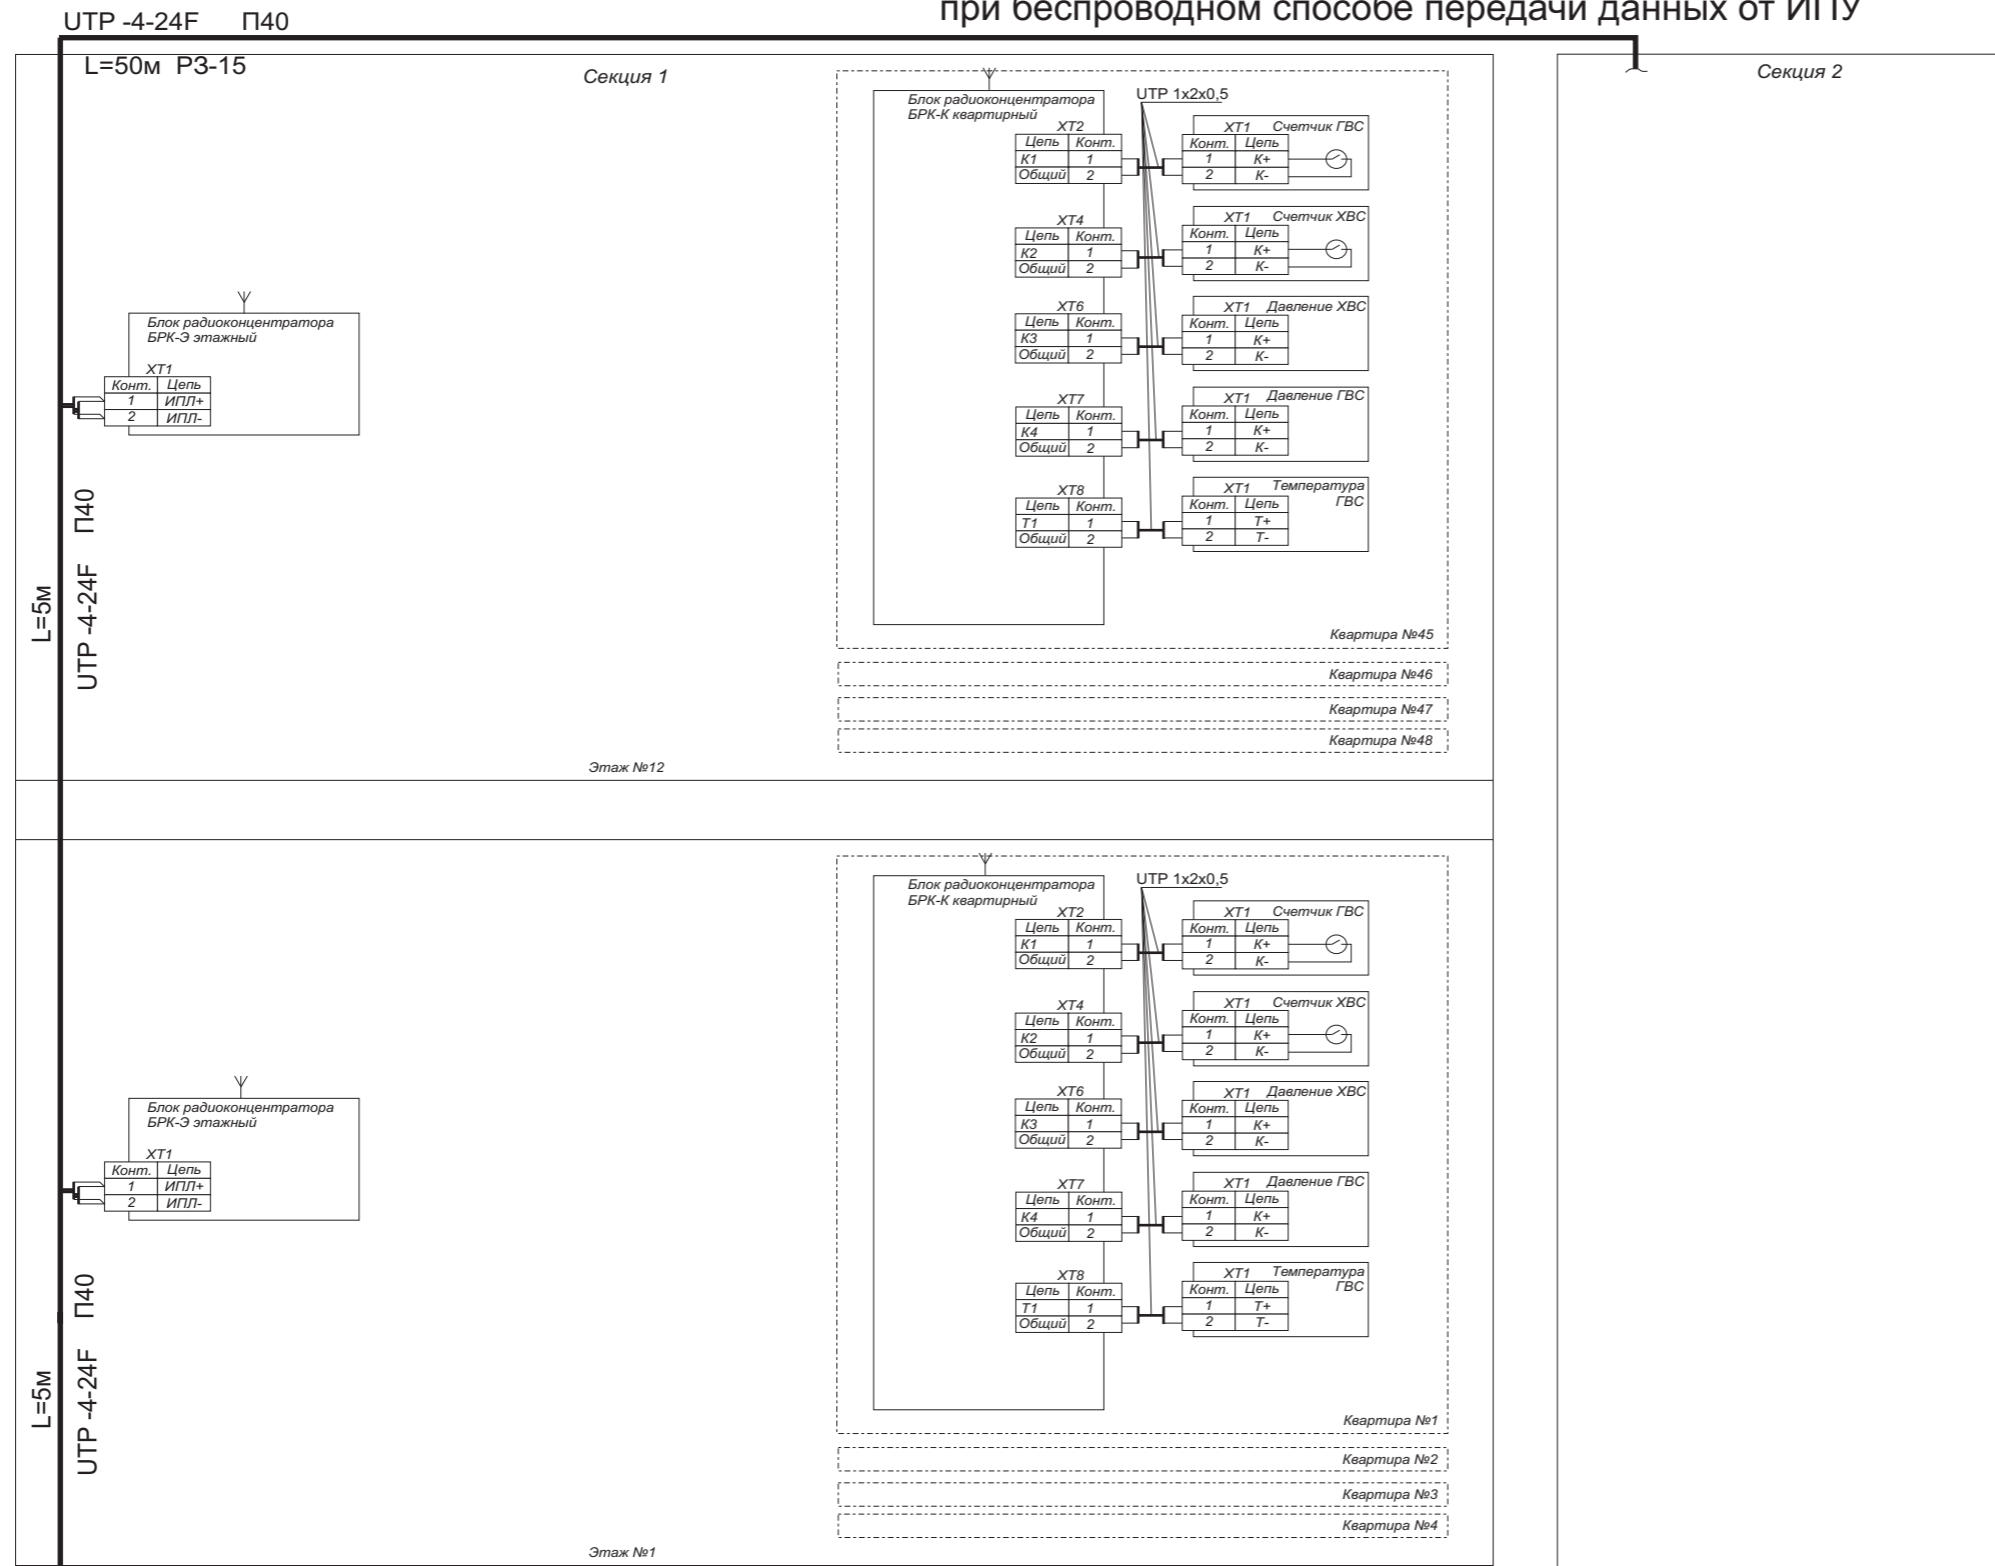 при беспроводном способе передачи данных от ИПУ
UTP -4-24F П40
L=50м РЗ-15
Секция 1
Секция 2
Блок радиоконцентратора
БРК-К квартирный
UTP 1x2x0,5
XT2
Цепь Конт.
К1 1
Общий 2
XT1 Счетчик ГВС
Конт. Цепь
1 К+
2 К-
XT4
Цепь Конт.
К2 1
Общий 2
XT1 Счетчик ХВС
Конт. Цепь
1 К+
2 К-
XT6
Цепь Конт.
К3 1
Общий 2
XT1 Давление ХВС
Конт. Цепь
1 К+
2 К-
XT7
Цепь Конт.
К4 1
Общий 2
XT1 Давление ГВС
Конт. Цепь
1 К+
2 К-
XT8
Цепь Конт.
Т1 1
Общий 2
XT1 Температура
ГВС
Конт. Цепь
1 Т+
2 Т-
Блок радиоконцентратора
БРК-Э этажный
XT1
Конт. Цепь
1 ИПЛ+
2 ИПЛ-
L=5м
UTP -4-24F П40
Квартира №45
Квартира №46
Квартира №47
Квартира №48
Этаж №12
Блок радиоконцентратора
БРК-К квартирный
UTP 1x2x0,5
XT2
Цепь Конт.
К1 1
Общий 2
XT1 Счетчик ГВС
Конт. Цепь
1 К+
2 К-
XT4
Цепь Конт.
К2 1
Общий 2
XT1 Счетчик ХВС
Конт. Цепь
1 К+
2 К-
XT6
Цепь Конт.
К3 1
Общий 2
XT1 Давление ХВС
Конт. Цепь
1 К+
2 К-
XT7
Цепь Конт.
К4 1
Общий 2
XT1 Давление ГВС
Конт. Цепь
1 К+
2 К-
XT8
Цепь Конт.
Т1 1
Общий 2
XT1 Температура
ГВС
Конт. Цепь
1 Т+
2 Т-
Блок радиоконцентратора
БРК-Э этажный
XT1
Конт. Цепь
1 ИПЛ+
2 ИПЛ-
L=5м
UTP -4-24F П40
Квартира №1
Квартира №2
Квартира №3
Квартира №4
Этаж №1